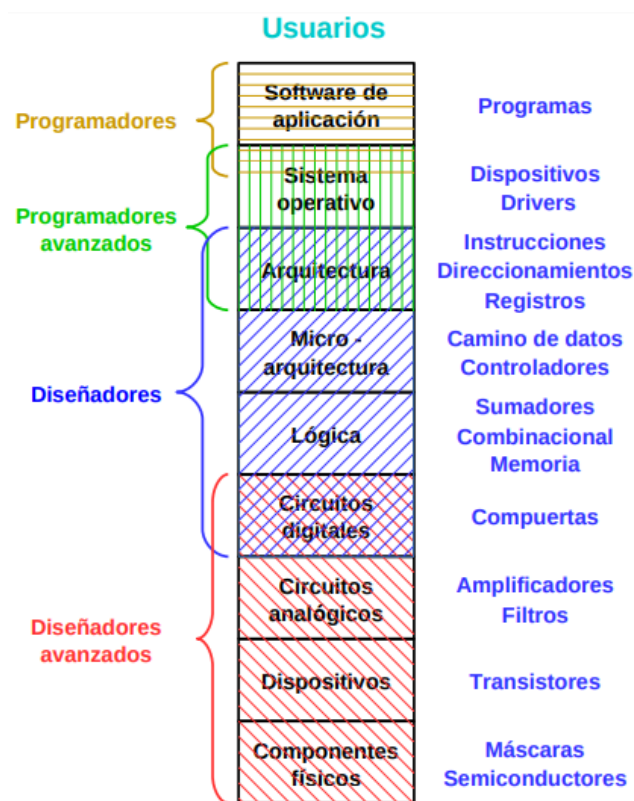 Usuarios
Programadores
Software de
aplicación
Programas
Programadores
avanzados
Sistema
operativo
Dispositivos
Drivers
Arquitectura
Instrucciones
Direccionamientos
Registros
Diseñadores
Micro -
arquitectura
Camino de datos
Controladores
Lógica
Sumadores
Combinacional
Memoria
Circuitos
digitales
Compuertas
Diseñadores
avanzados
Circuitos
analógicos
Amplificadores
Filtros
Dispositivos
Transistores
Componentes
físicos
Máscaras
Semiconductores